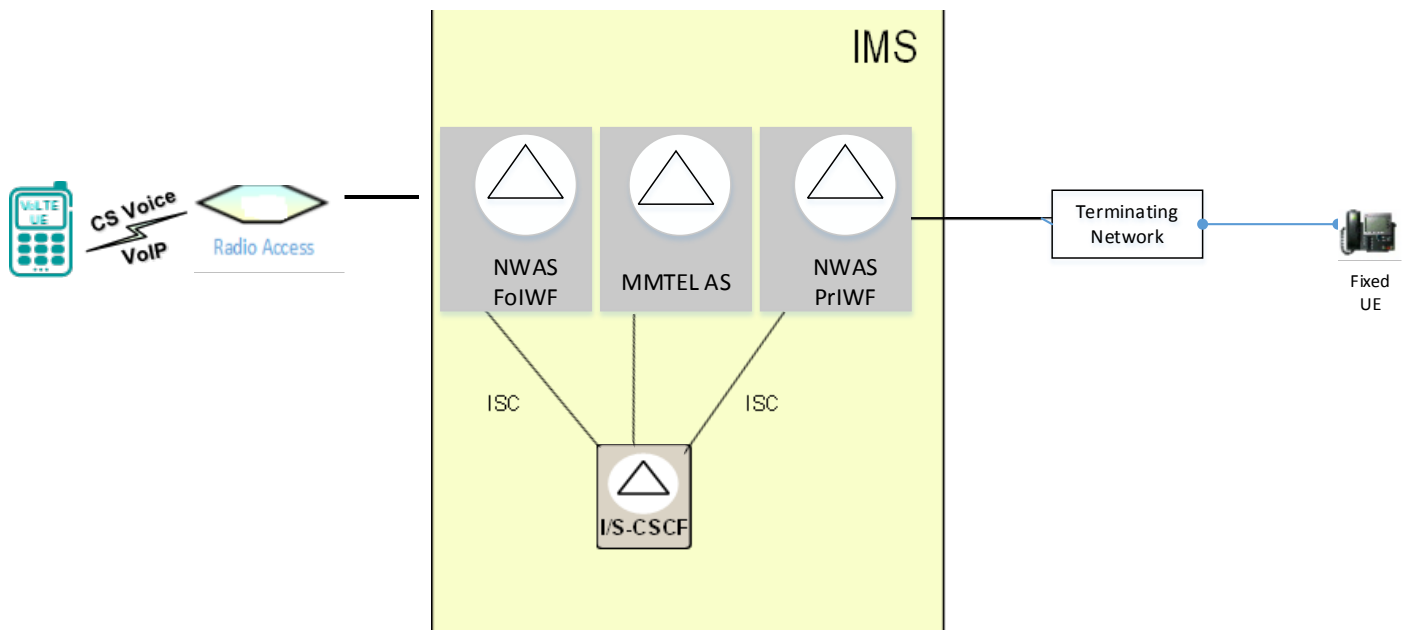 IMS
VoLTE
UE
CS Voice
VoIP
Radio Access
NWAS
FoIWF
MMTEL AS
NWAS
PrIWF
Terminating
Network
Fixed
UE
ISC
ISC
I/S-CSCF